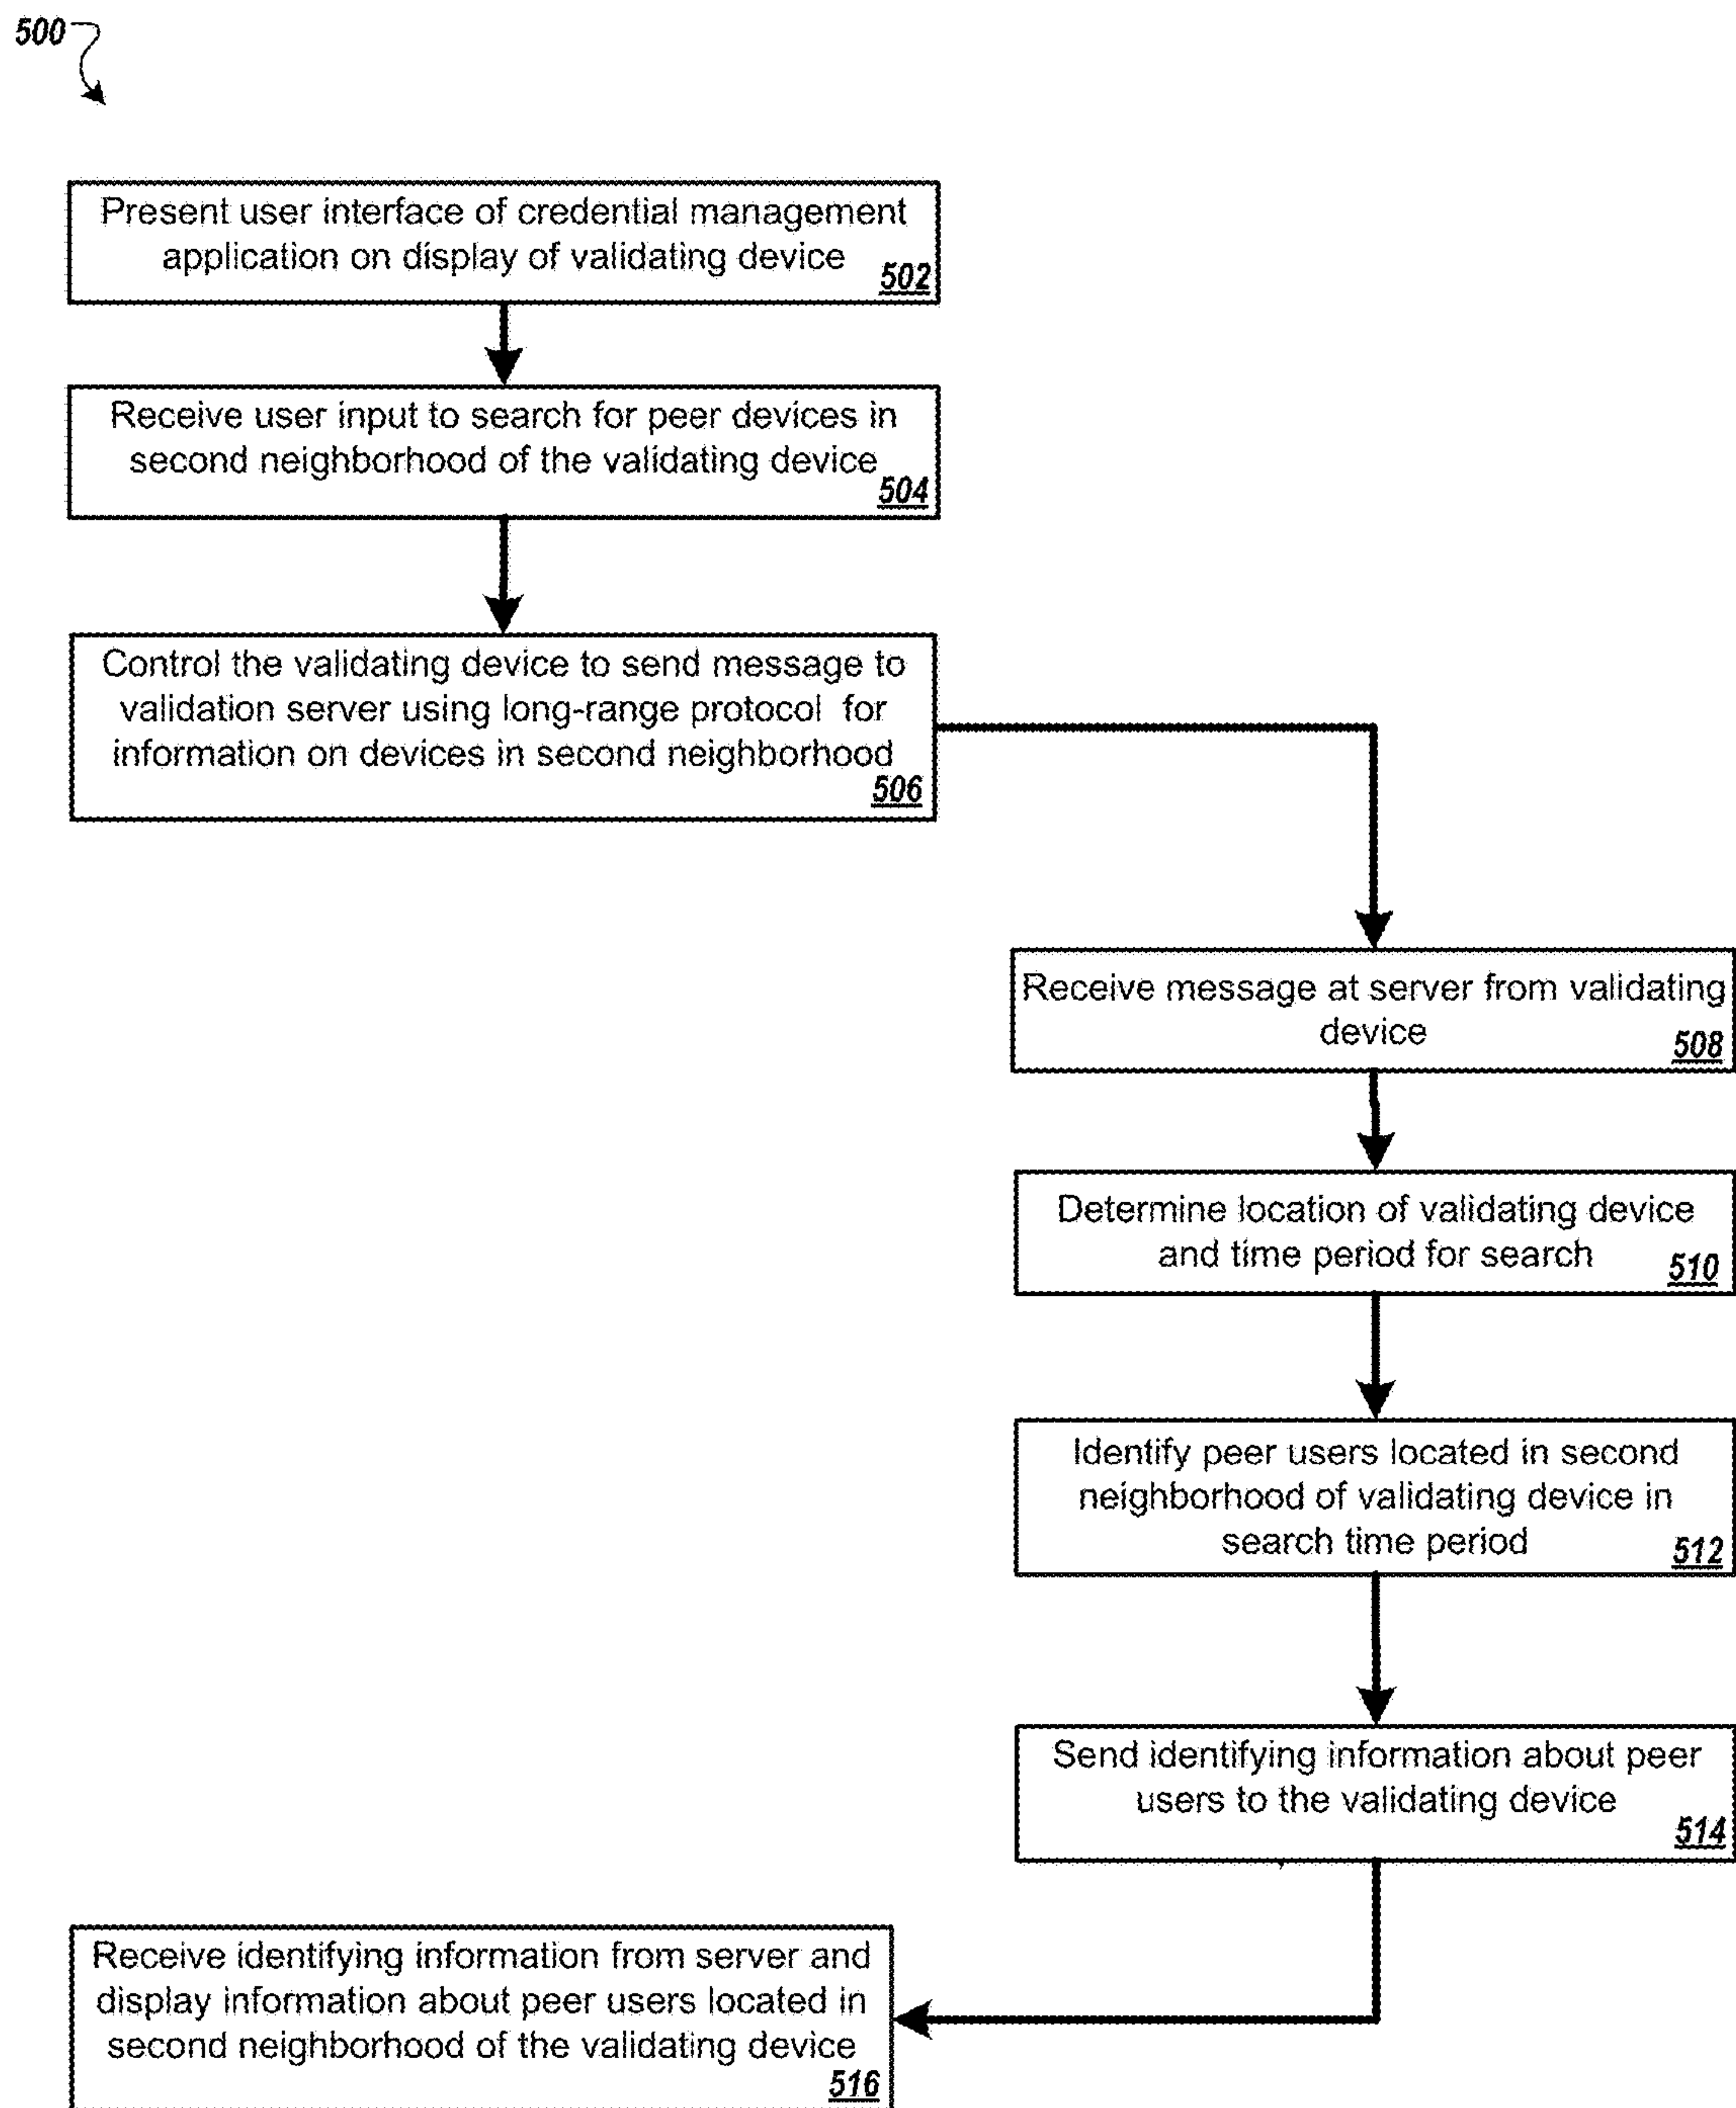 500
Present user interface of credential management
application on display of validating device
502
Receive user input to search for peer devices in
second neighborhood of the validating device
504
Control the validating device to send message to
validation server using long-range protocol for
information on devices in second neighborhood
506
Receive message at server from validating
device
508
Determine location of validating device
and time period for search
510
Identify peer users located in second
neighborhood of validating device in
search time period
512
Send identifying information about peer
users to the validating device
514
Receive identifying information from server and
display information about peer users located in
second neighborhood of the validating device
516